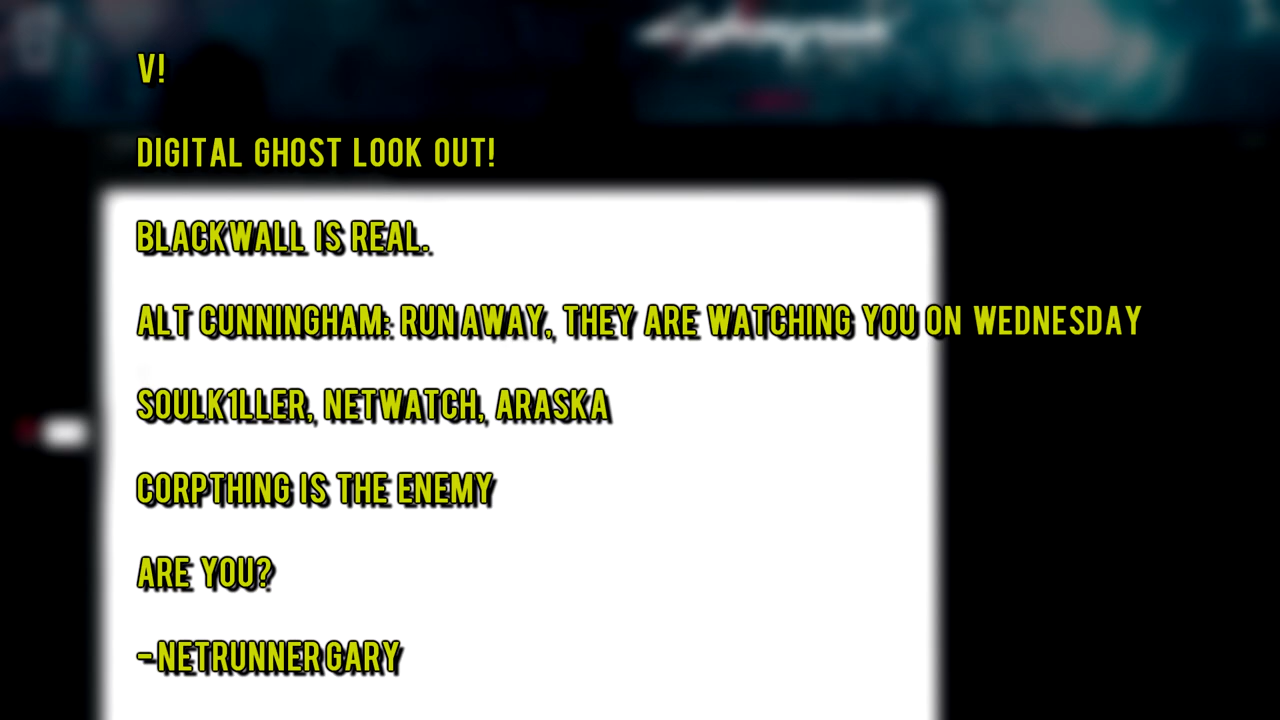 V!
DIGITAL GHOST LOOK OUT!
BLACKWALL IS REAL.
ALT CUNNINGHAM: RUN AWAY, THEY ARE WATCHING YOU ON WEDNESDAY
SOULK1LLER, NETWATCH, ARASKA
CORPTHING IS THE ENEMY
ARE YOU?
-NETRUNNER GARY